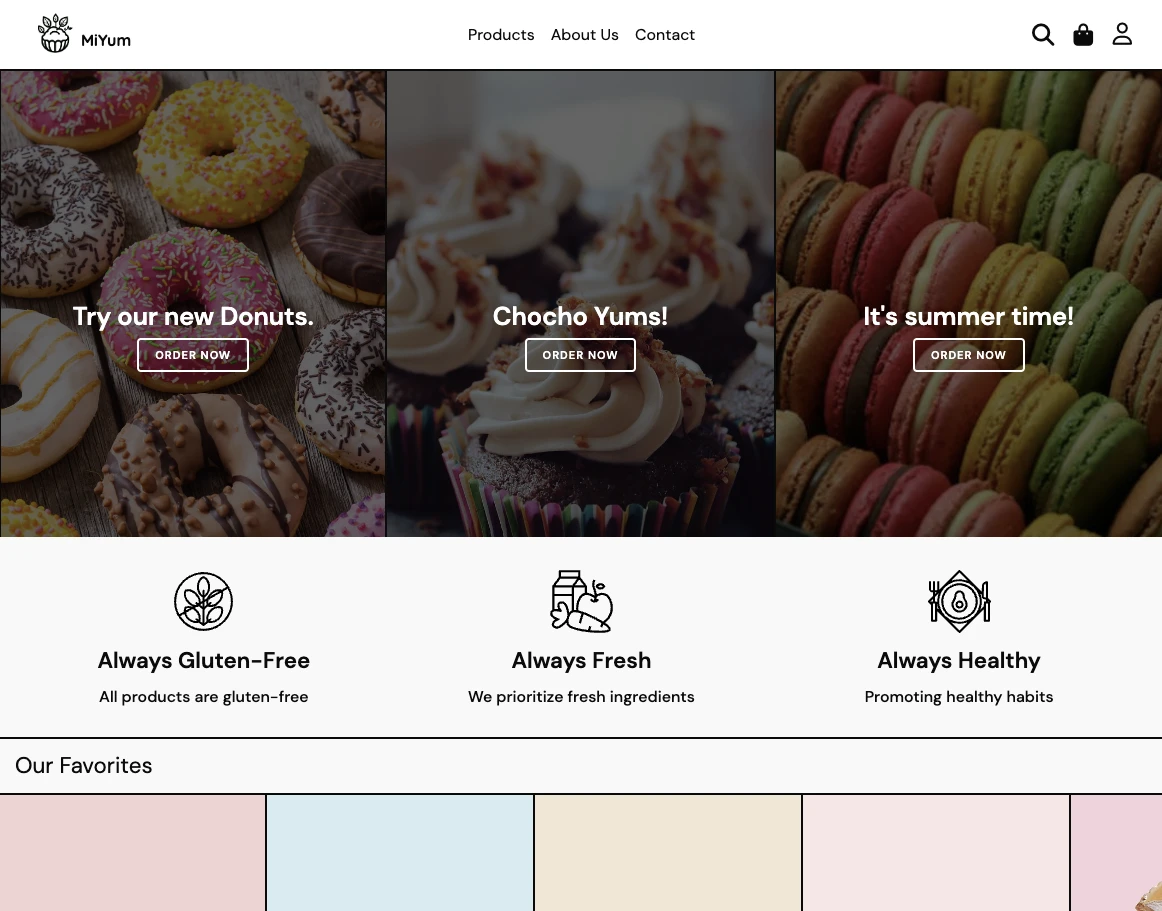 MiYum
Products About Us Contact
Try our new Donuts.
ORDER NOW
Chocho Yums!
ORDER NOW
It's summer time!
ORDER NOW
Always Gluten-Free
All products are gluten-free
Always Fresh
We prioritize fresh ingredients
Always Healthy
Promoting healthy habits
Our Favorites